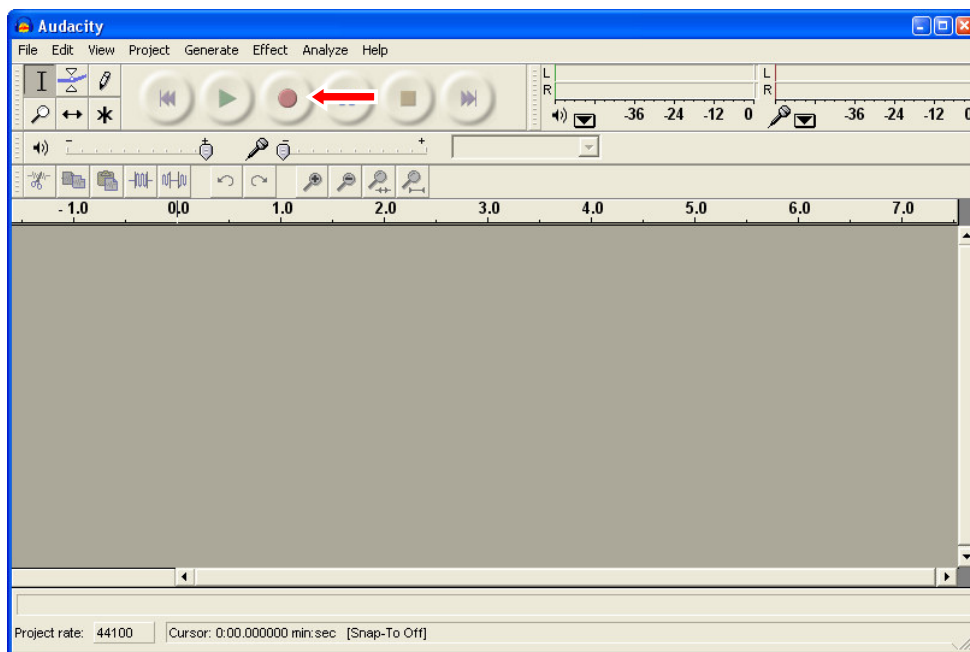 Audacity
File Edit View Project Generate Effect Analyze Help
L
R
-36 -24 -12 0
L
R
-36 -24 -12 0
- +
- +
- 1.0 0.0 1.0 2.0 3.0 4.0 5.0 6.0 7.0
Project rate: 44100 Cursor: 0:00.000000 min:sec [Snap-To Off]